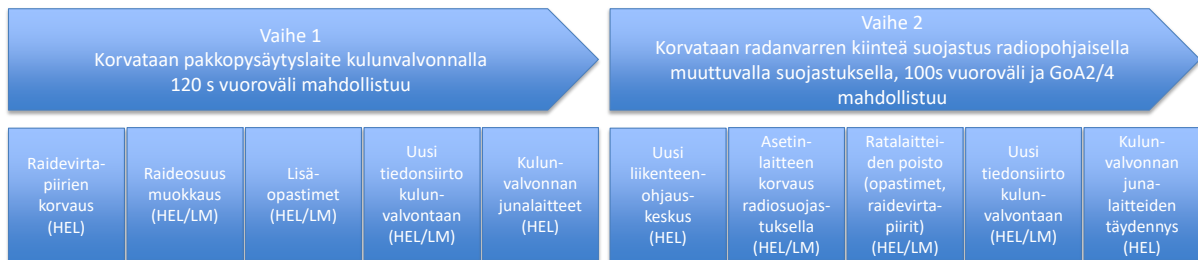 Vaihe 1
Korvataan pakkopysäytyslaite kulunvalvonnalla
120 s vuoroväli mahdollistuu
Vaihe 2
Korvataan radanvarren kiinteä suojastus radiopohjaisella
muuttuvalla suojastuksella, 100s vuoroväli ja GoA2/4
mahdollistuu
Raidevirta-
piirien
korvaus
(HEL)
Raideosuus
muokkaus
(HEL/LM)
Lisä-
opastimet
(HEL/LM)
Uusi
tiedonsiirto
kulun-
valvontaan
(HEL/LM)
Kulun-
valvonnan
junalaitteet
(HEL)
Uusi
liikenteen-
ohjaus-
keskus
(HEL)
Asetin-
laitteen
korvaus
radiosuojas-
tuksella
(HEL/LM)
Ratalaittei-
den poisto
(opastimet,
raidevirta-
piirit)
(HEL/LM)
Uusi
tiedonsiirto
kulun-
valvontaan
(HEL/LM)
Kulun-
valvonnan
juna-
laitteiden
täydennys
(HEL)